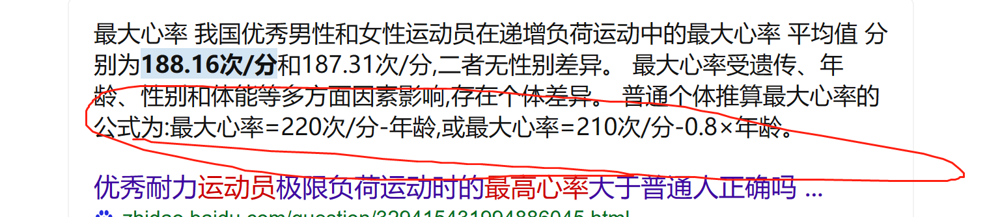 最大心率 我国优秀男性和女性运动员在递增负荷运动中的最大心率 平均值 分
别为188.16次/分和187.31次/分,二者无性别差异。 最大心率受遗传、年
龄、性别和体能等多方面因素影响,存在个体差异。 普通个体推算最大心率的
公式为:最大心率=220次/分-年龄,或最大心率=210次/分-0.8×年龄。
优秀耐力运动员极限负荷运动时的最高心率大于普通人正确吗 ...
zhidao.baidu.com/question/329415431994886045.html